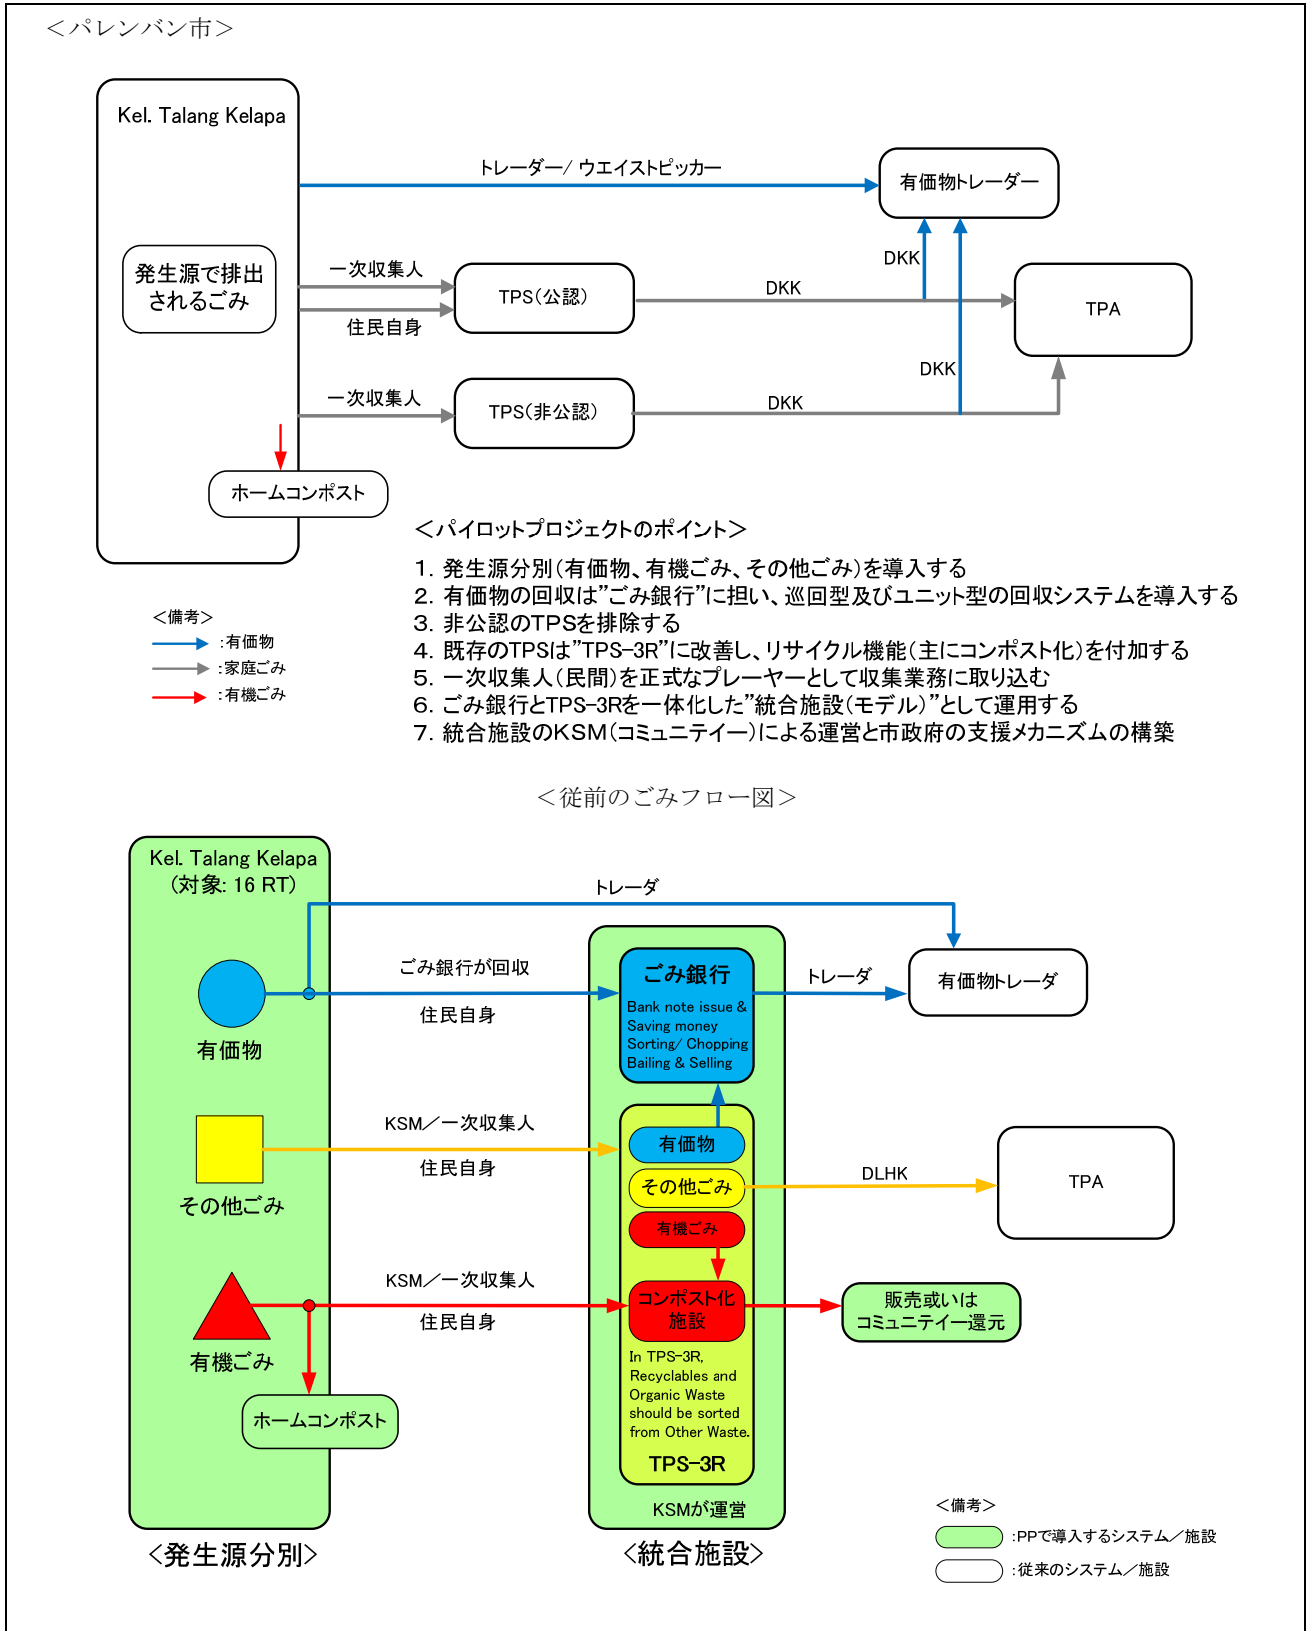 ＜パレンバン市＞
Kel. Talang Kelapa
トレーダー/ ウエイストピッカー
有価物トレーダー
発生源で排出
されるごみ
一次収集人
住民自身
TPS(公認)
DKK
DKK
TPA
一次収集人
TPS(非公認)
DKK
DKK
ホームコンポスト
＜パイロットプロジェクトのポイント＞
1．発生源分別(有価物、有機ごみ、その他ごみ)を導入する
2．有価物の回収は”ごみ銀行”に担い、巡回型及びユニット型の回収システムを導入する
3．非公認のTPSを排除する
4．既存のTPSは”TPS-3R”に改善し、リサイクル機能(主にコンポスト化)を付加する
5．一次収集人(民間)を正式なプレーヤーとして収集業務に取り込む
6．ごみ銀行とTPS-3Rを一体化した”統合施設(モデル)”として運用する
7．統合施設のKSM(コミュニテイー)による運営と市政府の支援メカニズムの構築
＜備考＞
:有価物
:家庭ごみ
:有機ごみ
＜従前のごみフロー図＞
Kel. Talang Kelapa
(対象: 16 RT)
トレーダ
有価物
ごみ銀行が回収
住民自身
ごみ銀行
Bank note issue &
Saving money
Sorting/ Chopping
Bailing & Selling
トレーダ
有価物トレーダ
その他ごみ
KSM／一次収集人
住民自身
有価物
その他ごみ
有機ごみ
DLHK
TPA
有機ごみ
KSM／一次収集人
住民自身
コンポスト化
施設
販売或いは
コミュニテイー還元
ホームコンポスト
In TPS-3R,
Recyclables and
Organic Waste
should be sorted
from Other Waste.
TPS-3R
KSMが運営
<発生源分別>
<統合施設>
＜備考＞
:PPで導入するシステム／施設
:従来のシステム／施設